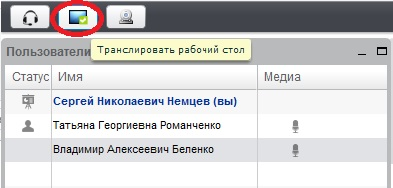 Транслировать рабочий стол
Пользователи
Статус Имя Медиа
Сергей Николаевич Немцев (вы)
Татьяна Георгиевна Романченко
Владимир Алексеевич Беленко